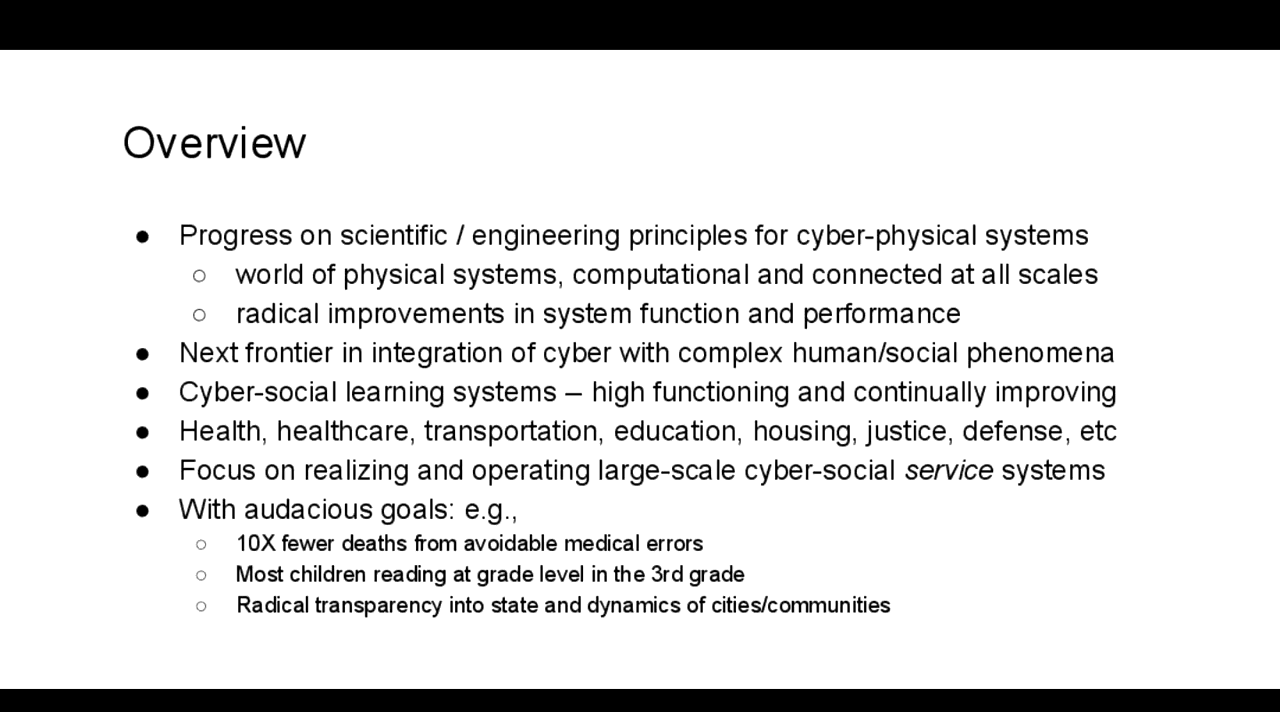 Overview
● Progress on scientific / engineering principles for cyber-physical systems
○ world of physical systems, computational and connected at all scales
○ radical improvements in system function and performance
● Next frontier in integration of cyber with complex human/social phenomena
● Cyber-social learning systems – high functioning and continually improving
● Health, healthcare, transportation, education, housing, justice, defense, etc
● Focus on realizing and operating large-scale cyber-social service systems
● With audacious goals: e.g.,
○ 10X fewer deaths from avoidable medical errors
○ Most children reading at grade level in the 3rd grade
○ Radical transparency into state and dynamics of cities/communities